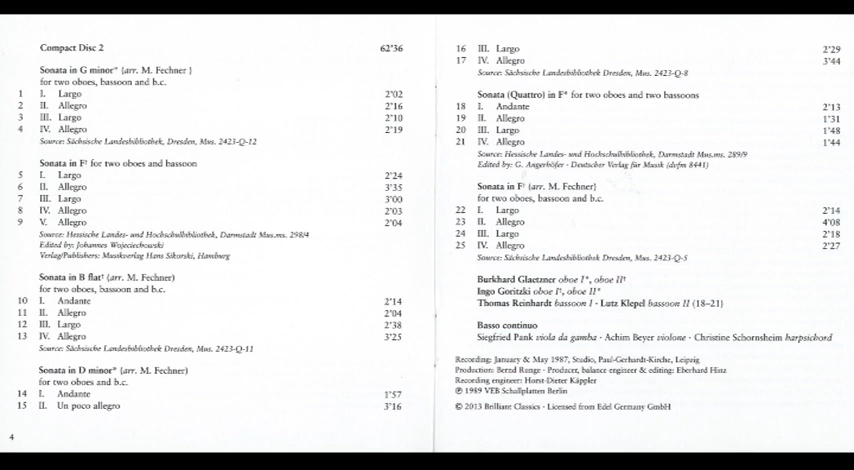 Compact Disc 2 62'36
Sonata in G minor* (arr. M. Fechner )
for two oboes, bassoon and b.c.
1 I. Largo 2'02
2 II. Allegro 2'16
3 III. Largo 2'10
4 IV. Allegro 2'19
Source: Sächsische Landesbibliothek, Dresden, Mus. 2423-Q-12
Sonata in F† for two oboes and bassoon
5 I. Largo 2'24
6 II. Allegro 3'35
7 III. Largo 3'00
8 IV. Allegro 2'03
9 V. Allegro 2'04
Source: Hessische Landes- und Hochschulbibliothek, Darmstadt Mus.ms. 298/4
Edited by: Johannes Wojeciechowski
Verlag/Publishers: Musikverlag Hans Sikorski, Hamburg
Sonata in B flat† (arr. M. Fechner)
for two oboes, bassoon and b.c.
10 I. Andante 2'14
11 II. Allegro 2'04
12 III. Largo 2'38
13 IV. Allegro 3'25
Source: Sächsische Landesbibliothek Dresden, Mus. 2423-Q-11
Sonata in D minor* (arr. M. Fechner)
for two oboes and b.c.
14 I. Andante 1'57
15 II. Un poco allegro 3'16
4
16 III. Largo 2'29
17 IV. Allegro 3'44
Source: Sächsische Landesbibliothek Dresden, Mus. 2423-Q-8
Sonata (Quattro) in F* for two oboes and two bassoons
18 I. Andante 2'13
19 II. Allegro 1'31
20 III. Largo 1'48
21 IV. Allegro 1'44
Source: Hessische Landes- und Hochschulbibliothek, Darmstadt Mus.ms. 289/9
Edited by: G. Angerhöfer · Deutscher Verlag für Musik (dvfm 8441)
Sonata in F† (arr. M. Fechner)
for two oboes, bassoon and b.c.
22 I. Largo 2'14
23 II. Allegro 4'08
24 III. Largo 2'18
25 IV. Allegro 2'27
Source: Sächsische Landesbibliothek Dresden, Mus. 2423-Q-5
Burkhard Glaetzner oboe I*, oboe II†
Ingo Goritzki oboe I†, oboe II*
Thomas Reinhardt bassoon I · Lutz Klepel bassoon II (18–21)
Basso continuo
Siegfried Pank viola da gamba · Achim Beyer violone · Christine Schornsheim harpsichord
Recording: January & May 1987, Studio, Paul-Gerhardt-Kirche, Leipzig
Production: Bernd Runge · Producer, balance engineer & editing: Eberhard Hinz
Recording engineer: Horst-Dieter Käppler
℗ 1989 VEB Schallplatten Berlin
© 2013 Brilliant Classics · Licensed from Edel Germany GmbH